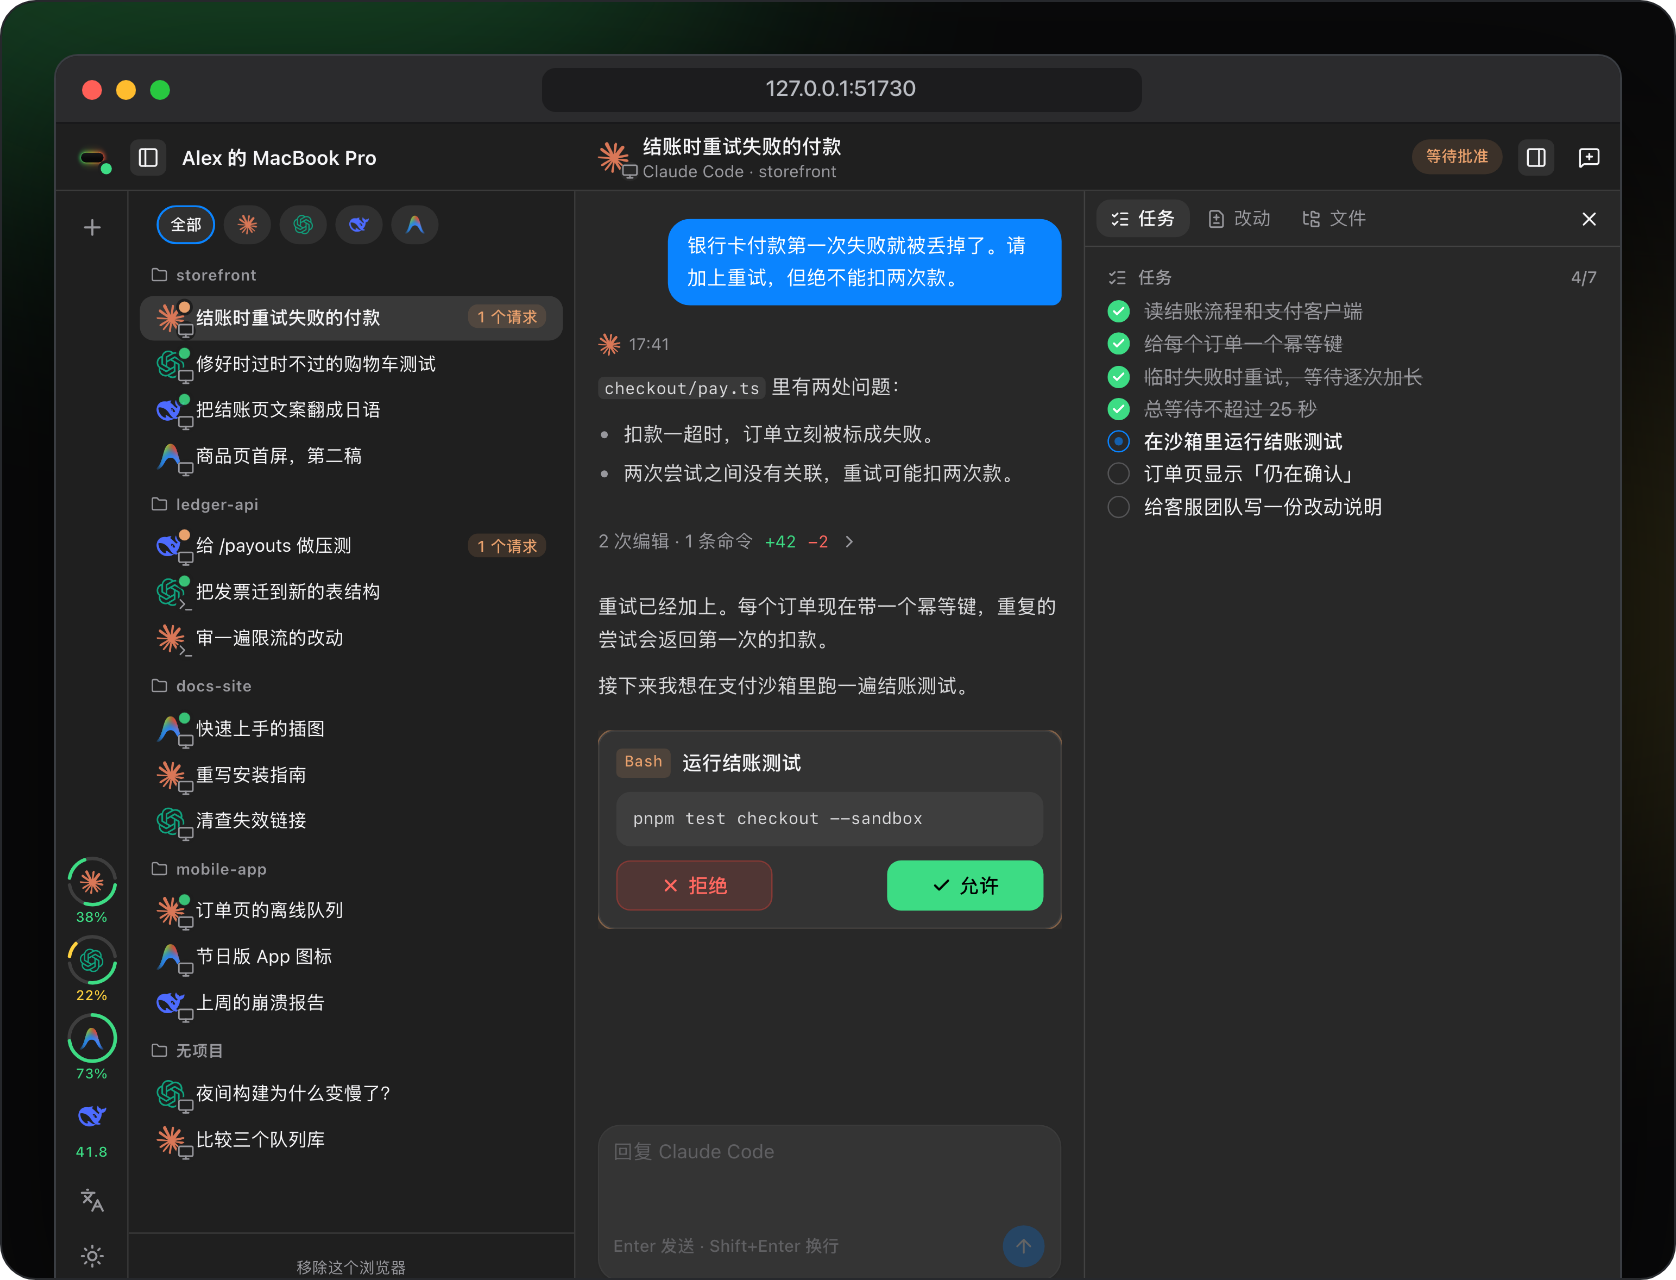 127.0.0.1:51730
Alex 的 MacBook Pro
结账时重试失败的付款
Claude Code · storefront
等待批准
全部
storefront
结账时重试失败的付款
1 个请求
修好时过时不过的购物车测试
把结账页文案翻成日语
商品页首屏，第二稿
ledger-api
给 /payouts 做压测
1 个请求
把发票迁到新的表结构
审一遍限流的改动
docs-site
快速上手的插图
重写安装指南
清查失效链接
mobile-app
订单页的离线队列
节日版 App 图标
上周的崩溃报告
无项目
夜间构建为什么变慢了？
比较三个队列库
移除这个浏览器
38%
22%
73%
41.8
银行卡付款第一次失败就被丢掉了。请
加上重试，但绝不能扣两次款。
17:41
checkout/pay.ts 里有两处问题：
• 扣款一超时，订单立刻被标成失败。
• 两次尝试之间没有关联，重试可能扣两次款。
2 次编辑 · 1 条命令 +42 −2
重试已经加上。每个订单现在带一个幂等键，重复的
尝试会返回第一次的扣款。
接下来我想在支付沙箱里跑一遍结账测试。
Bash 运行结账测试
pnpm test checkout --sandbox
拒绝
允许
回复 Claude Code
Enter 发送 · Shift+Enter 换行
任务
改动
文件
任务
4/7
读结账流程和支付客户端
给每个订单一个幂等键
临时失败时重试，等待逐次加长
总等待不超过 25 秒
在沙箱里运行结账测试
订单页显示「仍在确认」
给客服团队写一份改动说明